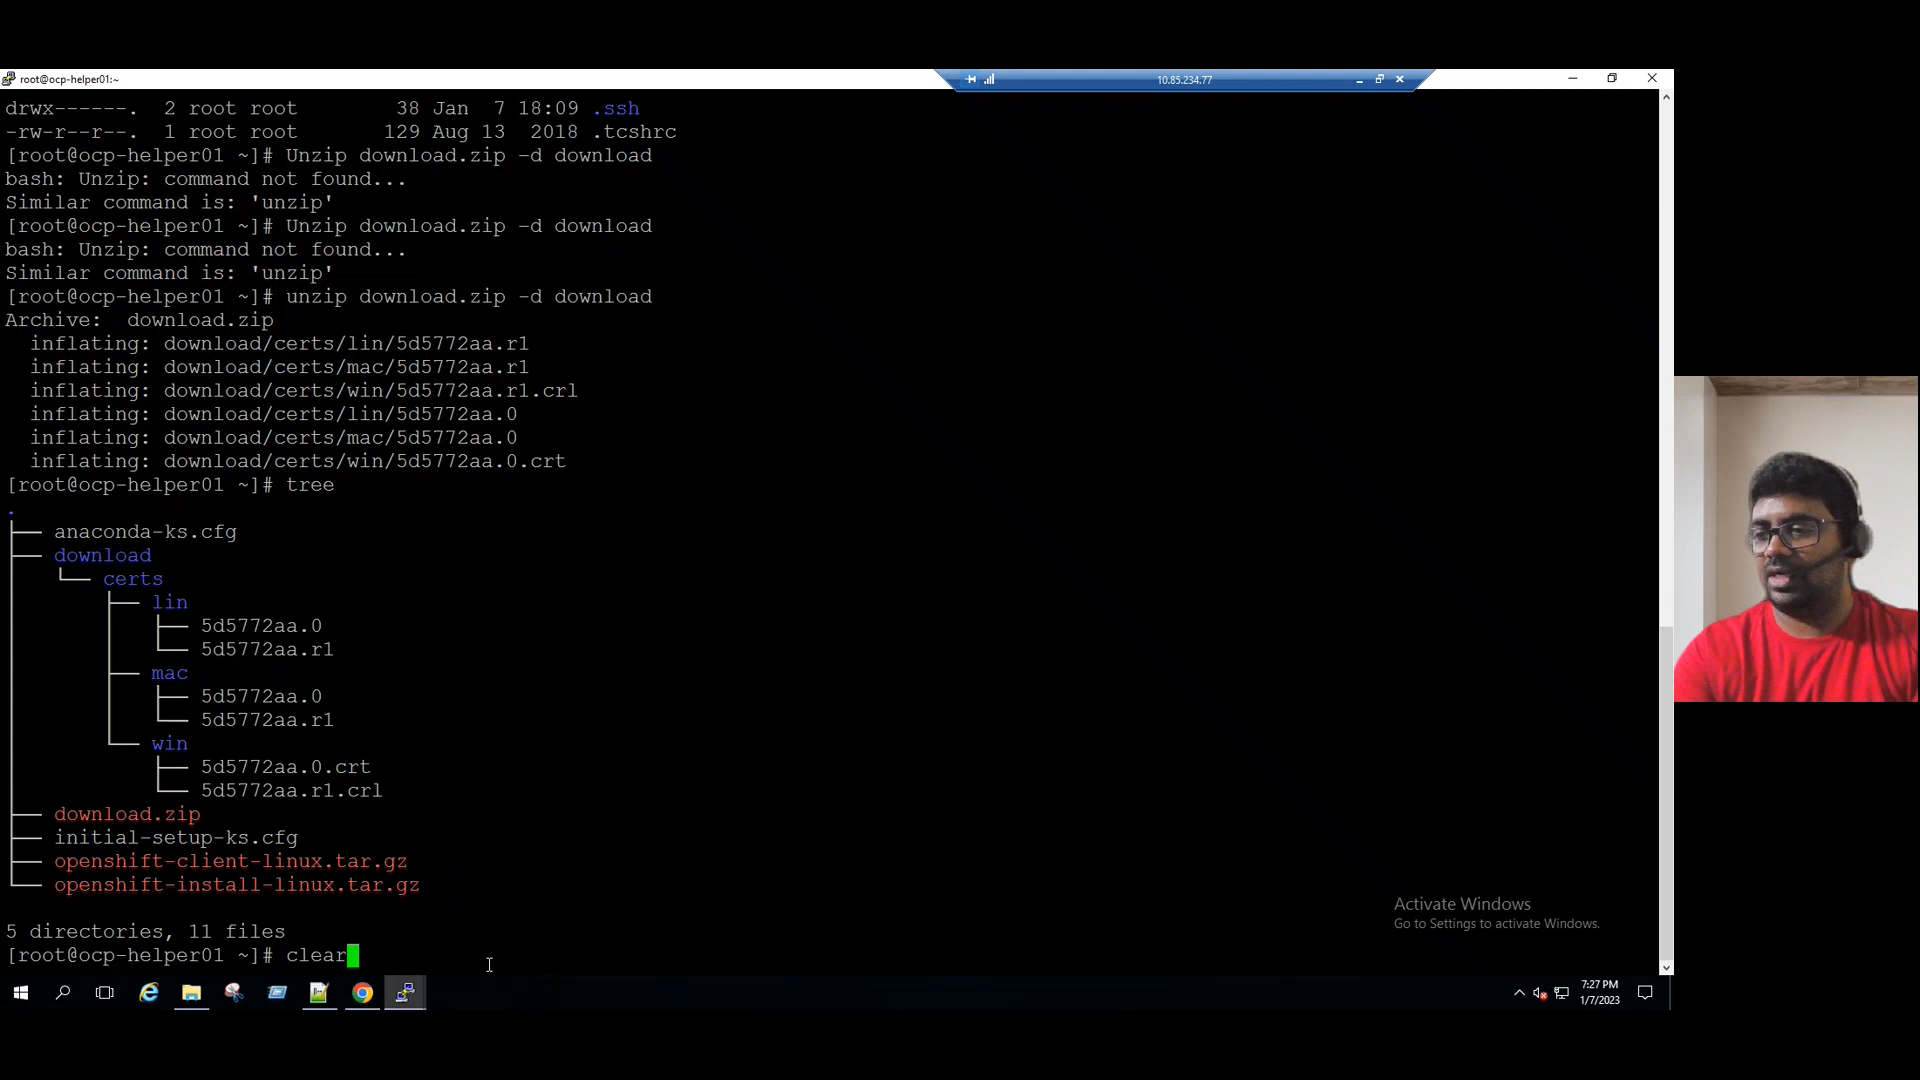 root@ocp-helper01:~
10.85.234.77
drwx------. 2 root root 38 Jan 7 18:09 .ssh
-rw-r--r--. 1 root root 129 Aug 13 2018 .tcshrc
[root@ocp-helper01 ~]# Unzip download.zip -d download
bash: Unzip: command not found...
Similar command is: 'unzip'
[root@ocp-helper01 ~]# Unzip download.zip -d download
bash: Unzip: command not found...
Similar command is: 'unzip'
[root@ocp-helper01 ~]# unzip download.zip -d download
Archive: download.zip
inflating: download/certs/lin/5d5772aa.r1
inflating: download/certs/mac/5d5772aa.r1
inflating: download/certs/win/5d5772aa.r1.crl
inflating: download/certs/lin/5d5772aa.0
inflating: download/certs/mac/5d5772aa.0
inflating: download/certs/win/5d5772aa.0.crt
[root@ocp-helper01 ~]# tree
.
├── anaconda-ks.cfg
├── download
│   └── certs
│       ├── lin
│       │   ├── 5d5772aa.0
│       │   └── 5d5772aa.r1
│       ├── mac
│       │   ├── 5d5772aa.0
│       │   └── 5d5772aa.r1
│       └── win
│           ├── 5d5772aa.0.crt
│           └── 5d5772aa.r1.crl
├── download.zip
├── initial-setup-ks.cfg
├── openshift-client-linux.tar.gz
└── openshift-install-linux.tar.gz
5 directories, 11 files
[root@ocp-helper01 ~]# clear
Activate Windows
Go to Settings to activate Windows.
7:27 PM
1/7/2023